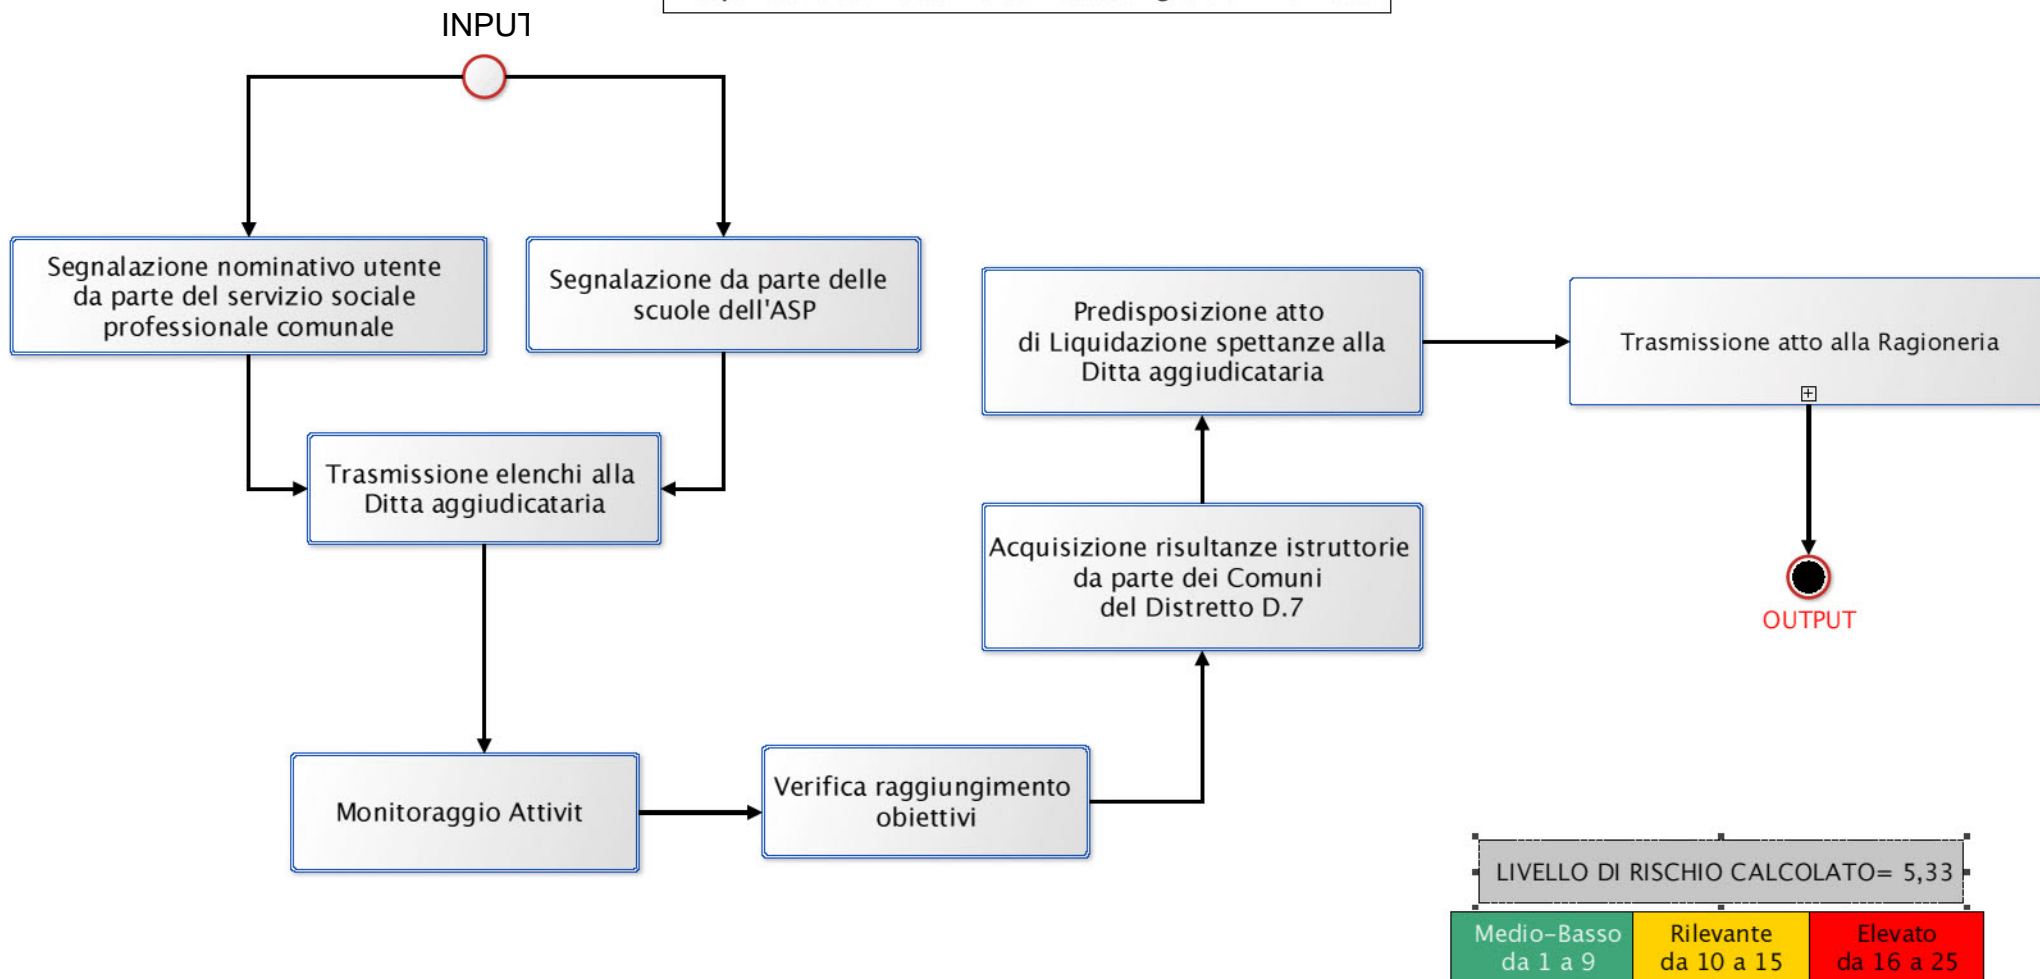 INPUT
Segnalazione nominativo utente
da parte del servizio sociale
professionale comunale
Segnalazione da parte delle
scuole dell'ASP
Trasmissione elenchi alla
Ditta aggiudicataria
Monitoraggio Attivit
Verifica raggiungimento
obiettivi
Acquisizione risultanze istruttorie
da parte dei Comuni
del Distretto D.7
Predisposizione atto
di Liquidazione spettanze alla
Ditta aggiudicataria
Trasmissione atto alla Ragioneria
OUTPUT
LIVELLO DI RISCHIO CALCOLATO= 5,33
Medio-Basso
da 1 a 9
Rilevante
da 10 a 15
Elevato
da 16 a 25